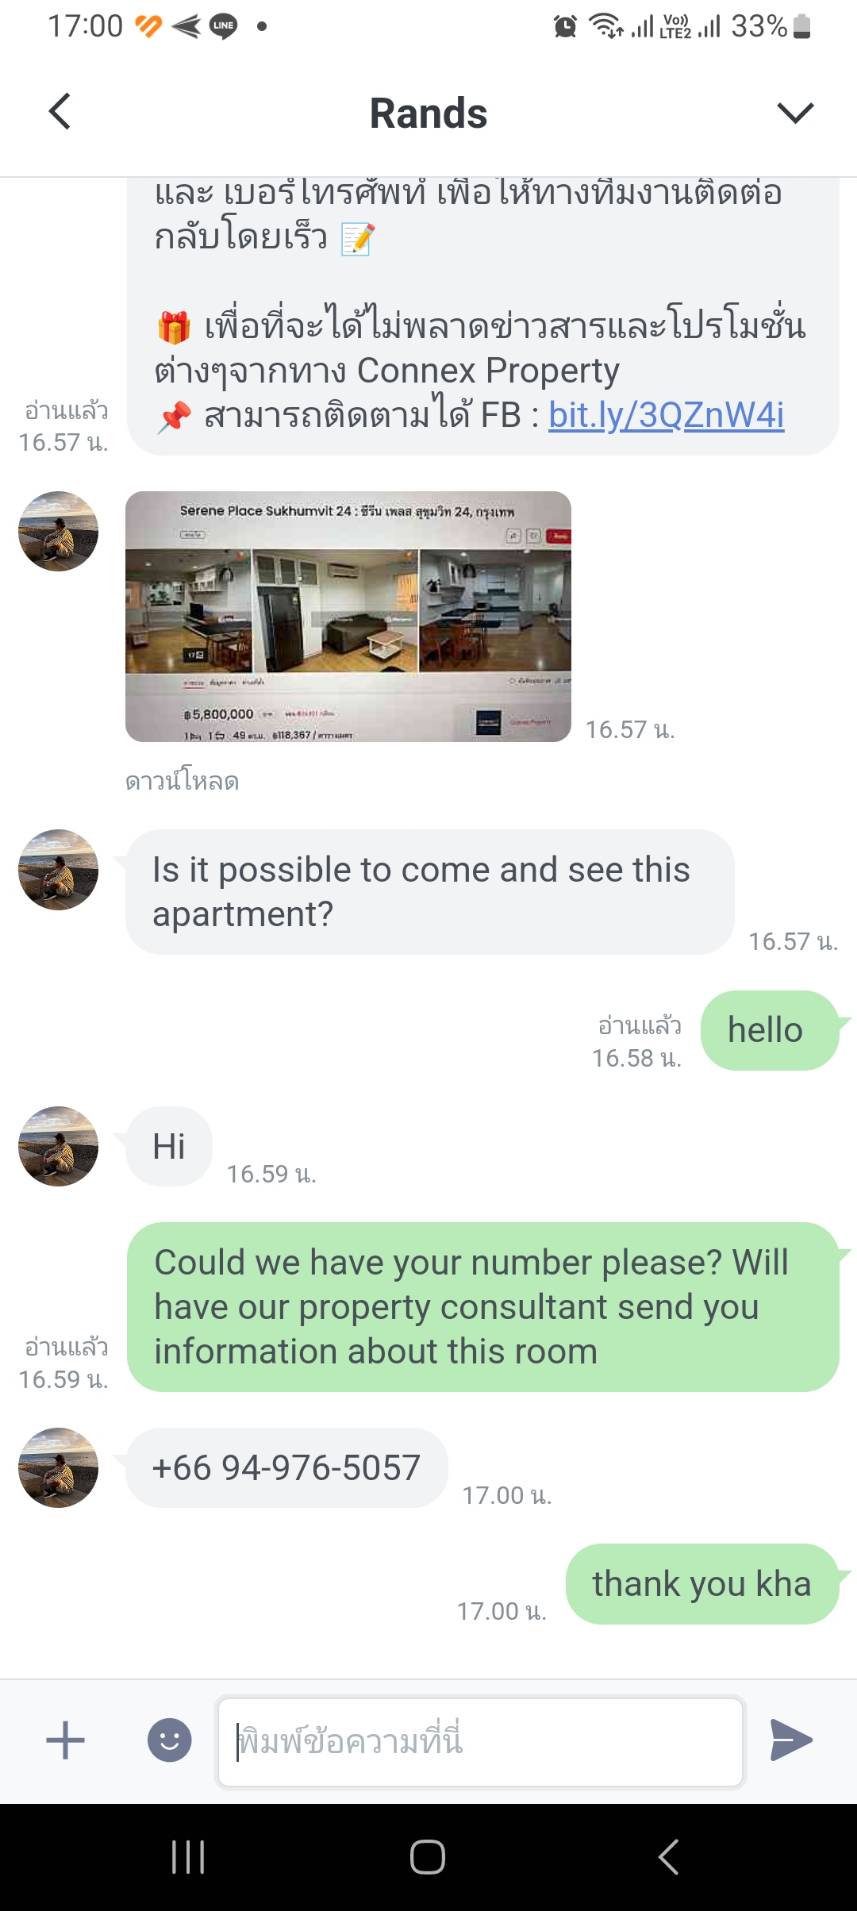 17:00
LINE
Vo))
LTE2
33%
Rands
และ เบอร์โทรศัพท์ เพื่อให้ทางทีมงานติดต่อ
กลับโดยเร็ว 📝
🎁 เพื่อที่จะได้ไม่พลาดข่าวสารและโปรโมชั่น
ต่างๆจากทาง Connex Property
📌 สามารถติดตามได้ FB : bit.ly/3QZnW4i
อ่านแล้ว
16.57 น.
Serene Place Sukhumvit 24 : ซีรีน เพลส สุขุมวิท 24, กรุงเทพ
฿5,800,000
49 ตร.ม. ฿118,367 / ตารางเมตร
16.57 น.
ดาวน์โหลด
Is it possible to come and see this
apartment?
16.57 น.
hello
อ่านแล้ว
16.58 น.
Hi
16.59 น.
Could we have your number please? Will
have our property consultant send you
information about this room
อ่านแล้ว
16.59 น.
+66 94-976-5057
17.00 น.
thank you kha
17.00 น.
พิมพ์ข้อความที่นี่